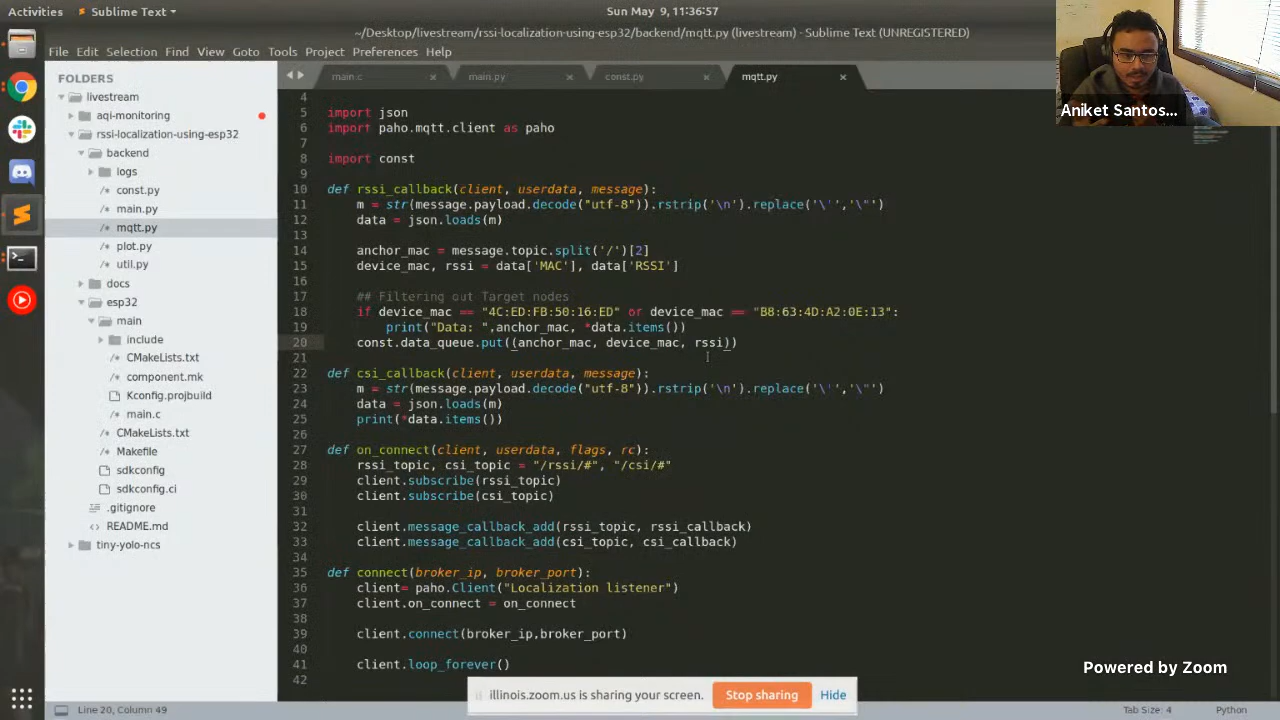 Activities
Sublime Text
Sun May 9, 11:36:57
~/Desktop/livestream/rssi-localization-using-esp32/backend/mqtt.py (livestream) - Sublime Text (UNREGISTERED)
File Edit Selection Find View Goto Tools Project Preferences Help
Aniket Santos...
FOLDERS
livestream
aqi-monitoring
rssi-localization-using-esp32
backend
logs
const.py
main.py
mqtt.py
plot.py
util.py
docs
esp32
main
include
CMakeLists.txt
component.mk
Kconfig.projbuild
main.c
CMakeLists.txt
Makefile
sdkconfig
sdkconfig.ci
.gitignore
README.md
tiny-yolo-ncs
main.c
main.py
const.py
mqtt.py
4
5 import json
6 import paho.mqtt.client as paho
7
8 import const
9
10 def rssi_callback(client, userdata, message):
11 m = str(message.payload.decode("utf-8")).rstrip('\n').replace('\'','\"')
12 data = json.loads(m)
13
14 anchor_mac = message.topic.split('/')[2]
15 device_mac, rssi = data['MAC'], data['RSSI']
16
17 ## Filtering out Target nodes
18 if device_mac == "4C:ED:FB:50:16:ED" or device_mac == "B8:63:4D:A2:0E:13":
19 print("Data: ",anchor_mac, *data.items())
20 const.data_queue.put((anchor_mac, device_mac, rssi))
21
22 def csi_callback(client, userdata, message):
23 m = str(message.payload.decode("utf-8")).rstrip('\n').replace('\'','\"')
24 data = json.loads(m)
25 print(*data.items())
26
27 def on_connect(client, userdata, flags, rc):
28 rssi_topic, csi_topic = "/rssi/#", "/csi/#"
29 client.subscribe(rssi_topic)
30 client.subscribe(csi_topic)
31
32 client.message_callback_add(rssi_topic, rssi_callback)
33 client.message_callback_add(csi_topic, csi_callback)
34
35 def connect(broker_ip, broker_port):
36 client= paho.Client("Localization listener")
37 client.on_connect = on_connect
38
39 client.connect(broker_ip,broker_port)
40
41 client.loop_forever()
42
Powered by Zoom
illinois.zoom.us is sharing your screen. Stop sharing Hide
Line 20, Column 49
Tab Size: 4
Python